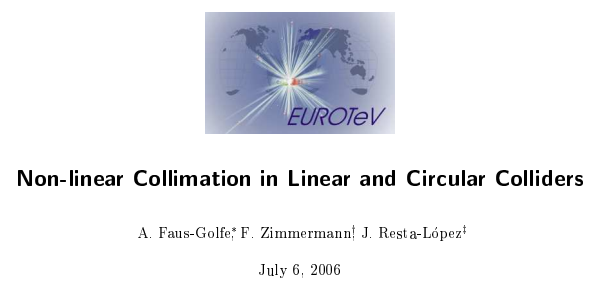 EUROTeV
Non-linear Collimation in Linear and Circular Colliders
A. Faus-Golfe,* F. Zimmermann,† J. Resta-López‡
July 6, 2006